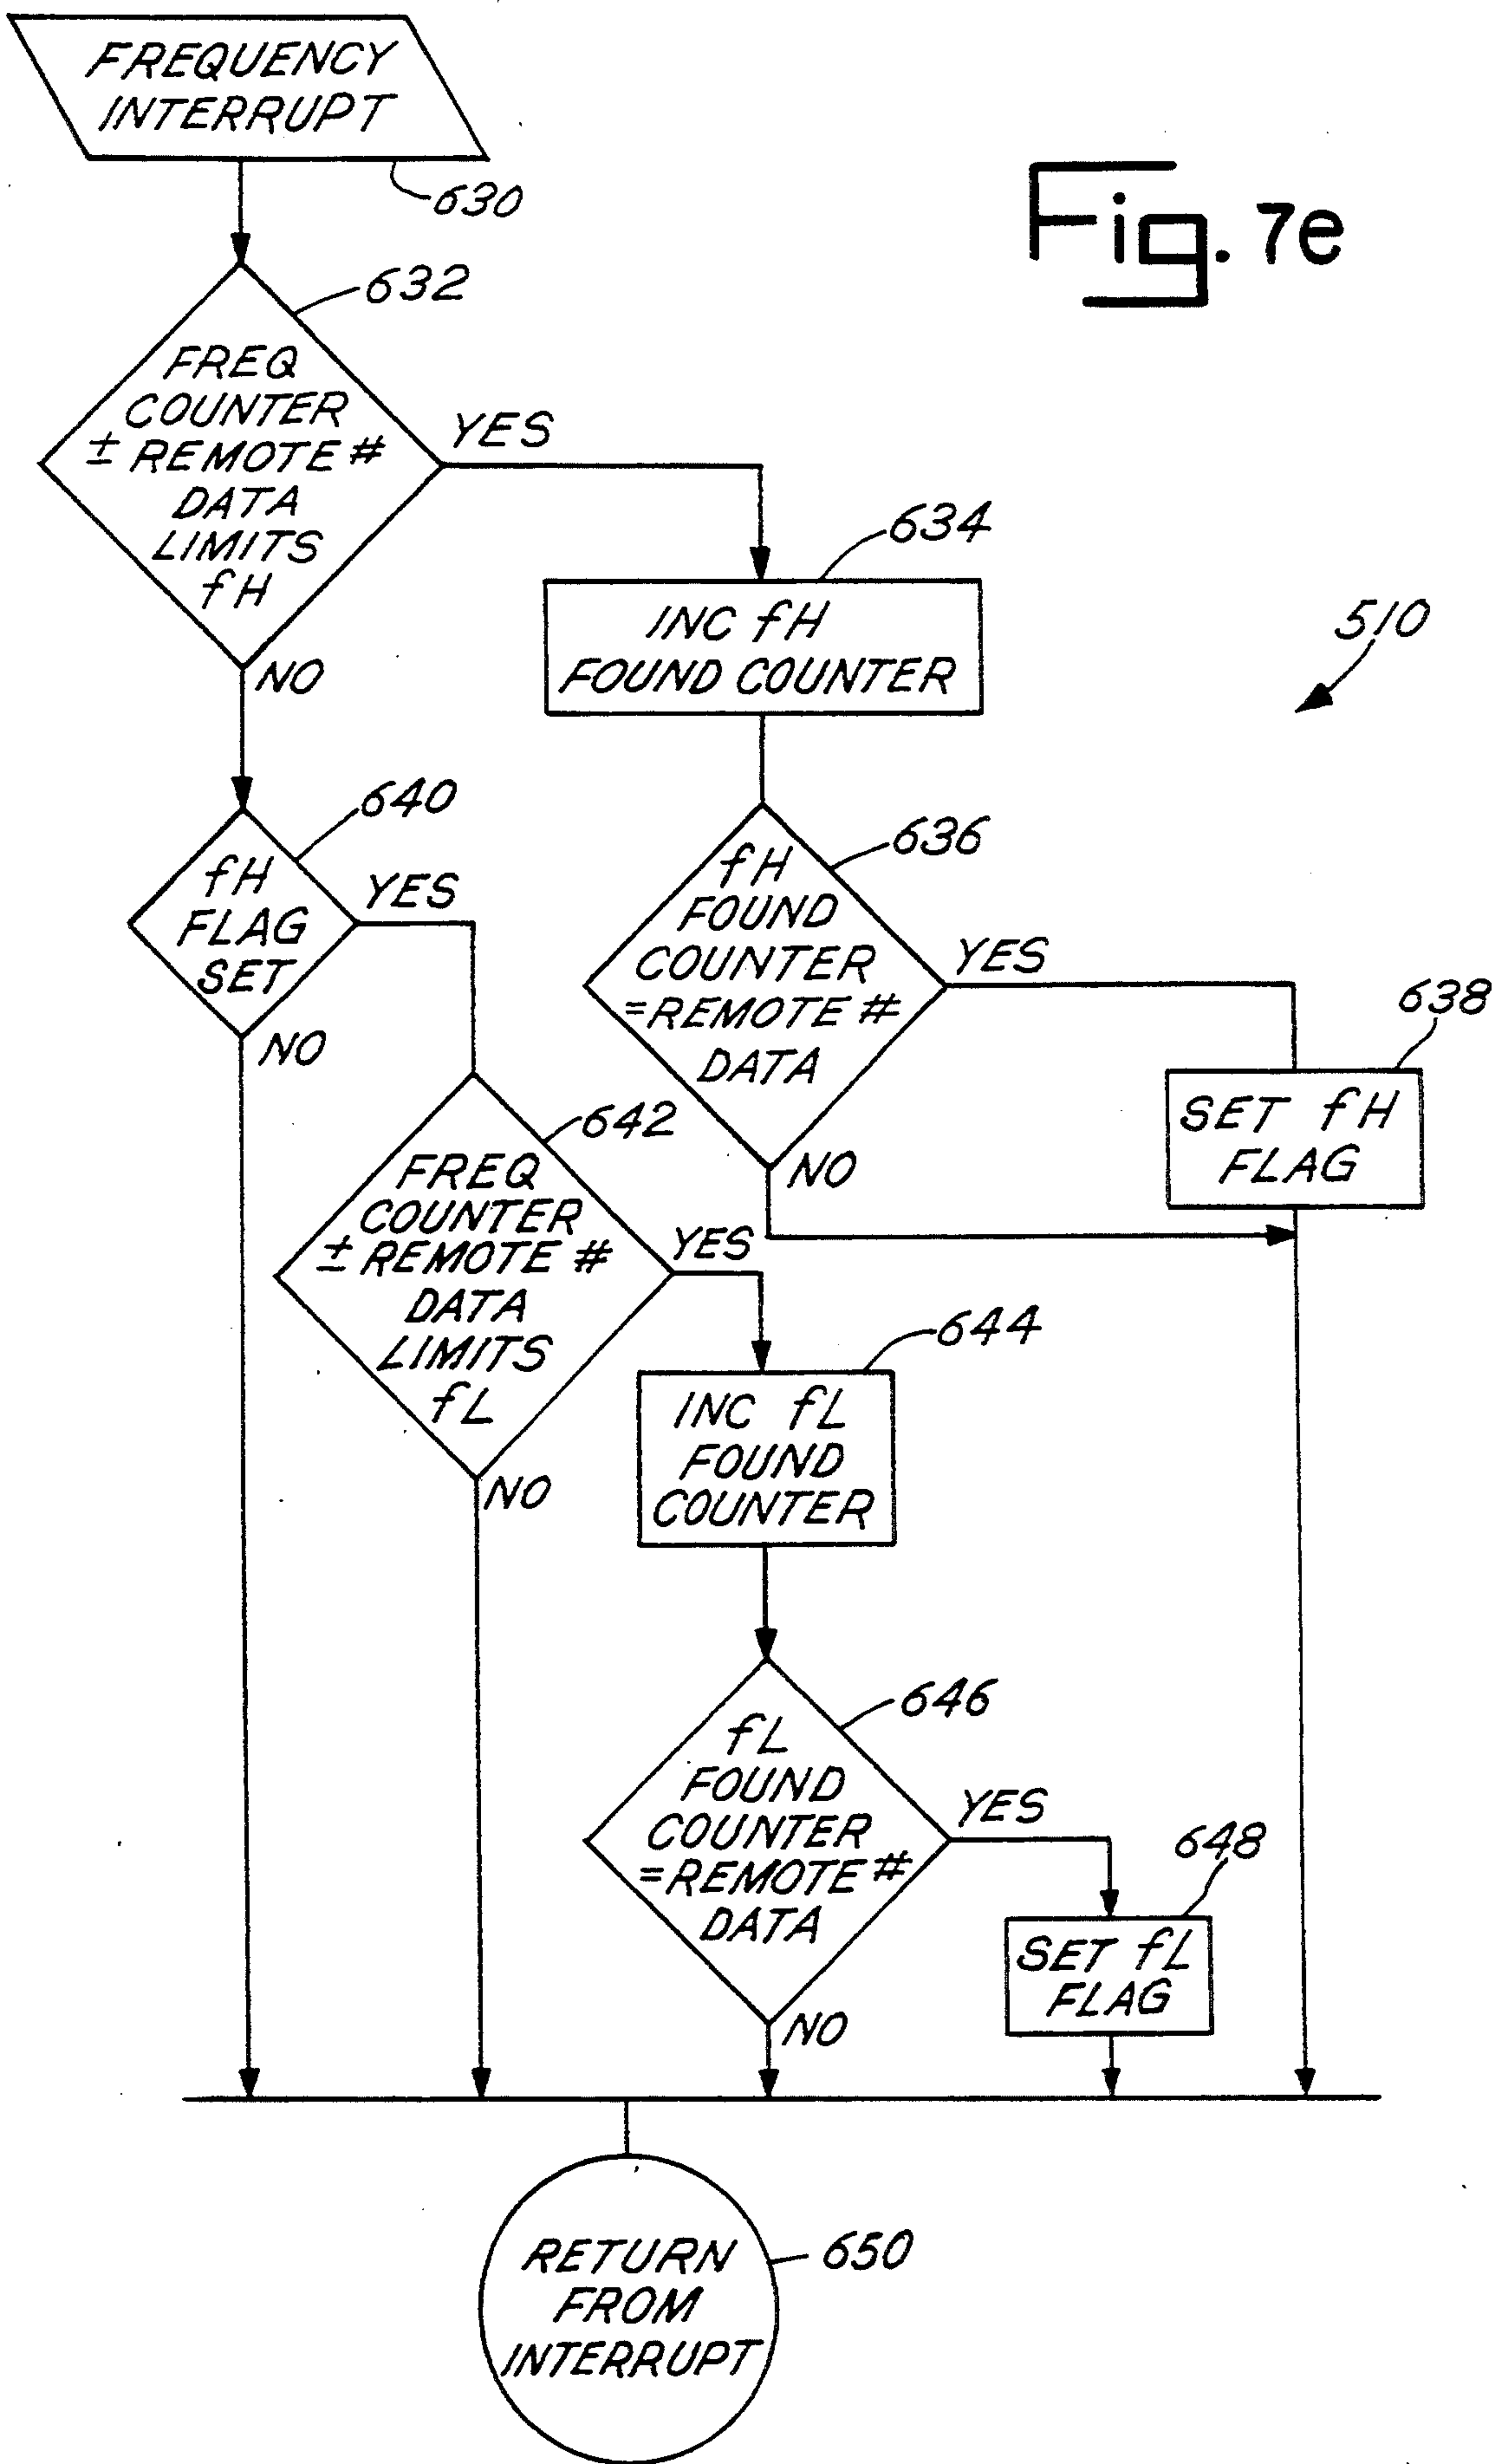 FREQUENCY
INTERRUPT
630
Fig. 7e
632
FREQ
COUNTER
± REMOTE #
DATA
LIMITS
fH
YES
NO
634
INC fH
FOUND COUNTER
510
640
fH
FLAG
SET
YES
NO
636
fH
FOUND
COUNTER
=REMOTE #
DATA
YES
NO
638
SET fH
FLAG
642
FREQ
COUNTER
± REMOTE #
DATA
LIMITS
fL
YES
NO
644
INC fL
FOUND
COUNTER
646
fL
FOUND
COUNTER
=REMOTE #
DATA
YES
NO
648
SET fL
FLAG
RETURN
FROM
INTERRUPT
650